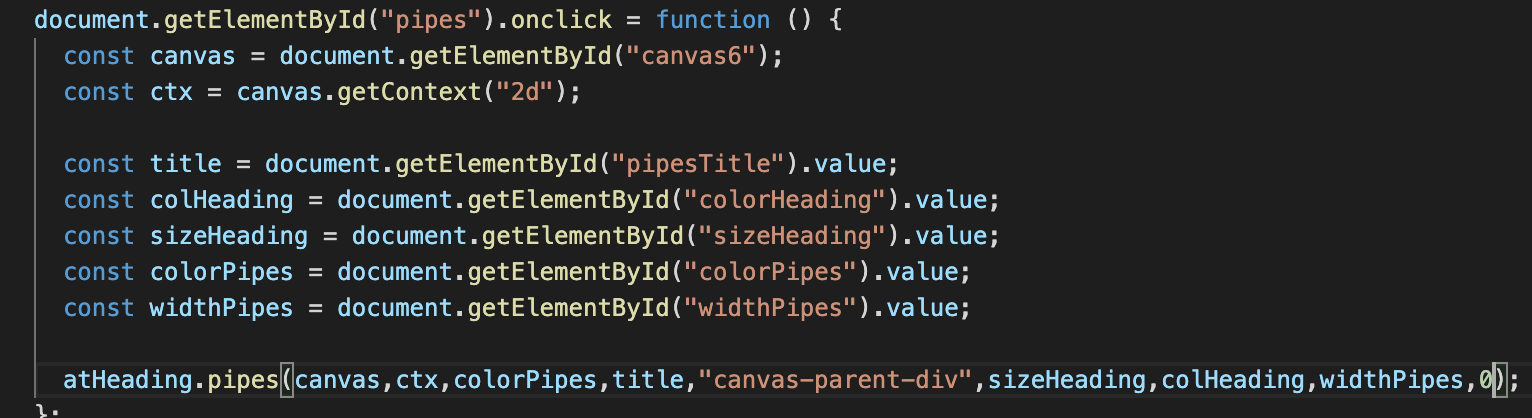 document.getElementById("pipes").onclick = function () {
const canvas = document.getElementById("canvas6");
const ctx = canvas.getContext("2d");
const title = document.getElementById("pipesTitle").value;
const colHeading = document.getElementById("colorHeading").value;
const sizeHeading = document.getElementById("sizeHeading").value;
const colorPipes = document.getElementById("colorPipes").value;
const widthPipes = document.getElementById("widthPipes").value;
atHeading.pipes(canvas,ctx,colorPipes,title,"canvas-parent-div",sizeHeading,colHeading,widthPipes,0);
};